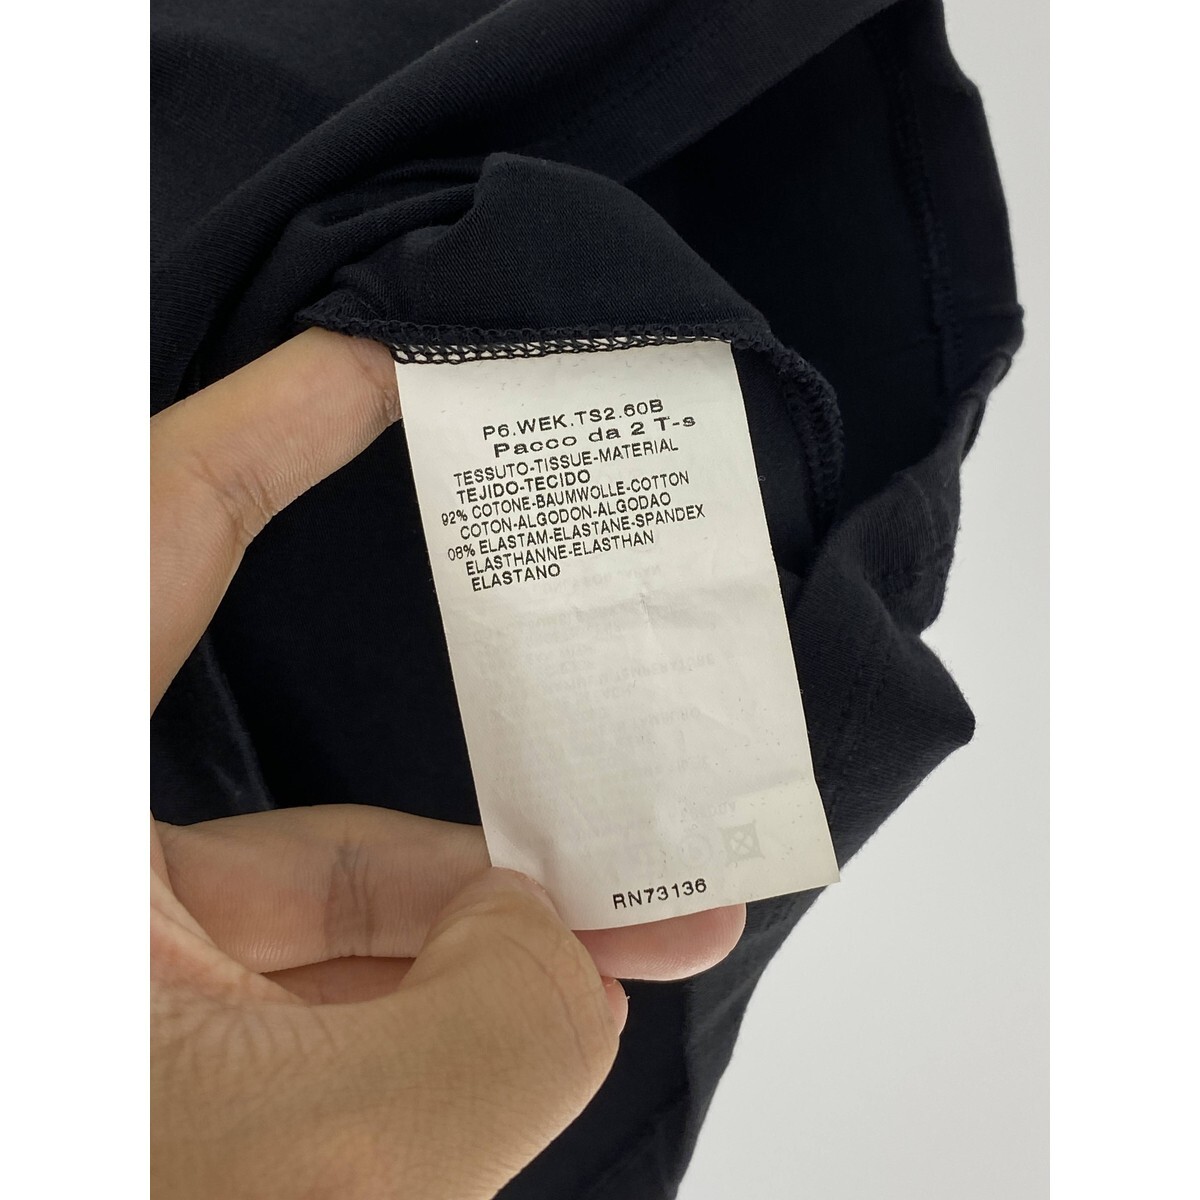 P6.WEK.TS2.60B
Pacco da 2 T-s
TESSUTO-TISSUE-MATERIAL
TEJIDO-TECIDO
92% COTONE-BAUMWOLLE-COTTON
COTON-ALGODON-ALGODAO
08% ELASTAM-ELASTANE-SPANDEX
ELASTHANNE-ELASTHAN
ELASTANO
RN73136